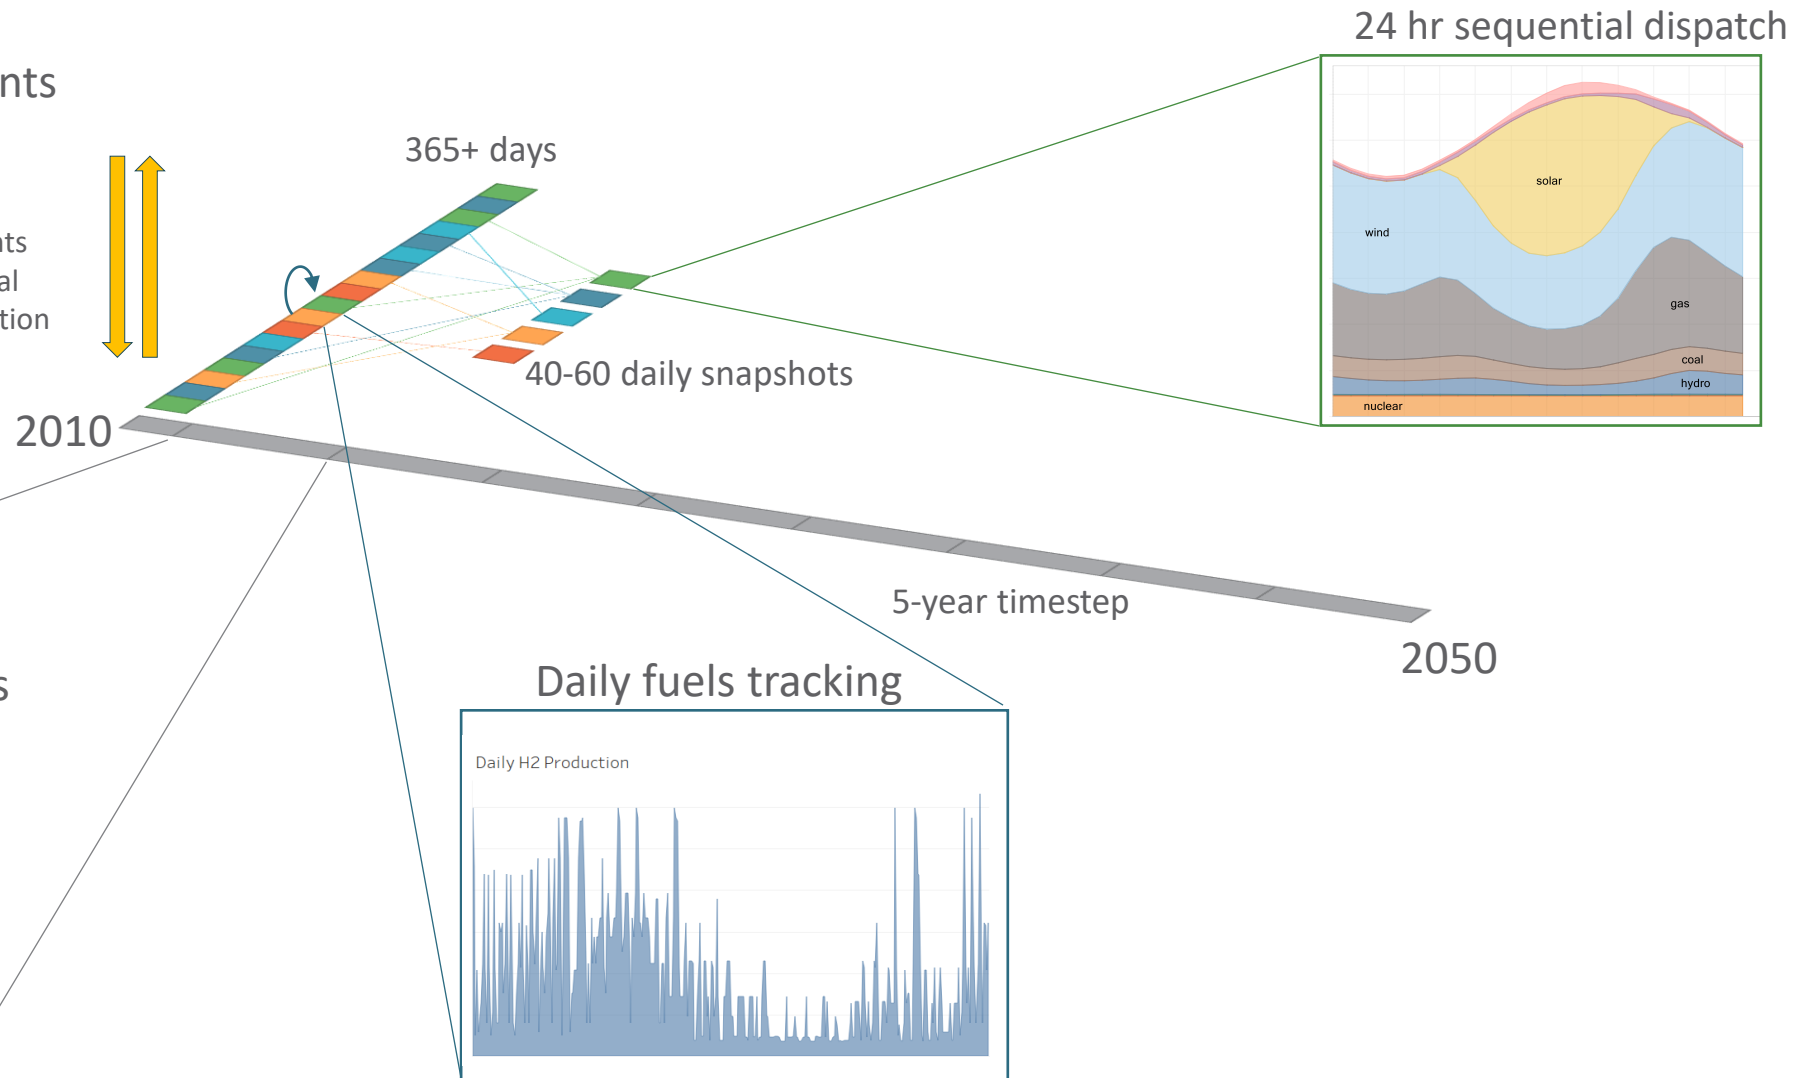 24 hr sequential dispatch
nts
365+ days
solar
nts
wind
al
gas
tion
40-60 daily snapshots
coal
hydro
nuclear
2010
5-year timestep
2050
s
Daily fuels tracking
Daily H2 Production